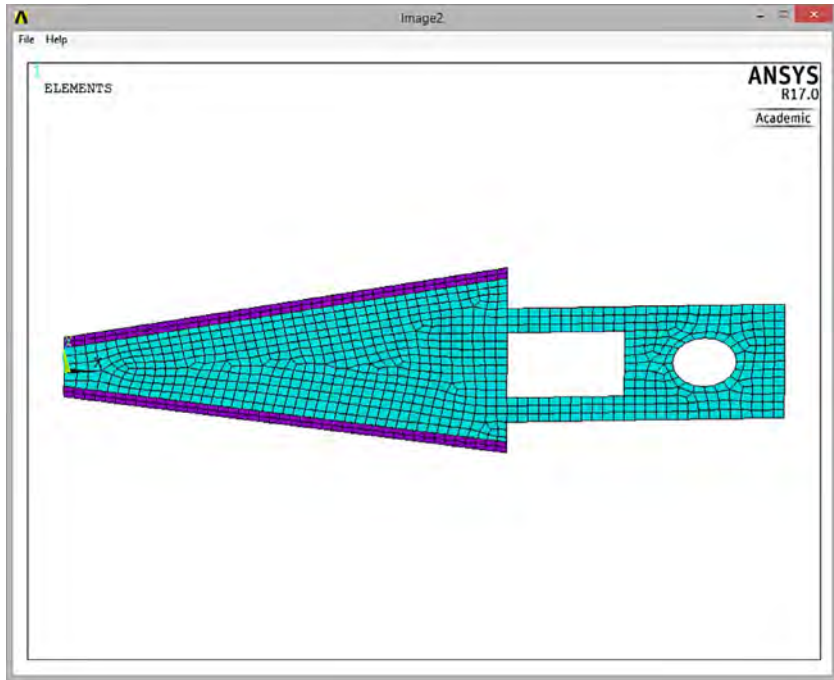 Image2
File Help
1
ELEMENTS
ANSYS
R17.0
Academic
X